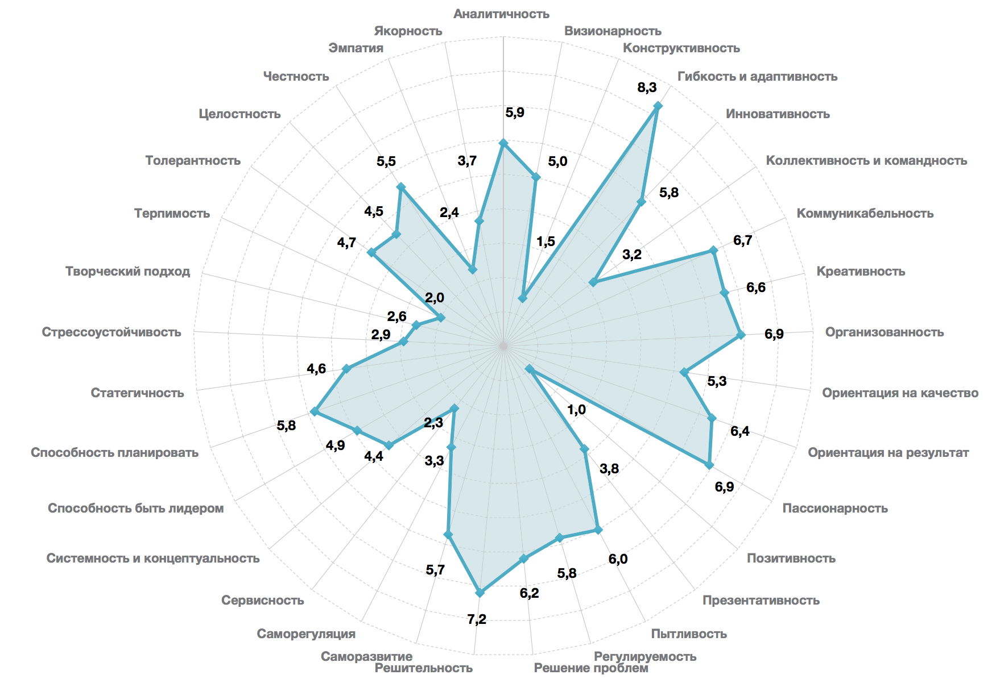 Аналитичность
Якорность
Визионарность
Эмпатия
Конструктивность
Честность
8,3
Гибкость и адаптивность
Целостность
5,9
Инновативность
Толерантность
5,5
3,7
5,0
Коллективность и командность
5,8
Терпимость
4,5
2,4
Коммуникабельность
4,7
1,5
3,2
6,7
Творческий подход
Креативность
2,0
6,6
2,6
Стрессоустойчивость
2,9
6,9
Организованность
4,6
5,3
Статегичность
Ориентация на качество
5,8
2,3
1,0
6,4
4,9
Способность планировать
4,4
3,3
3,8
Ориентация на результат
6,9
Способность быть лидером
Пассионарность
Системность и концептуальность
5,7
5,8
6,0
Позитивность
Сервисность
6,2
Презентативность
7,2
Саморегуляция
Пытливость
Саморазвитие
Регулируемость
Решительность
Решение проблем